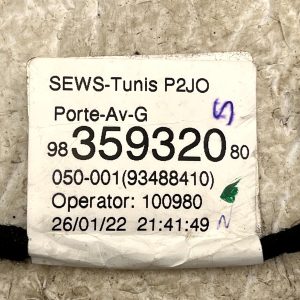 SEWS-Tunis P2JO
Porte-Av-G
98 359320 80
050-001(93488410)
Operator: 100980
26/01/22 21:41:49